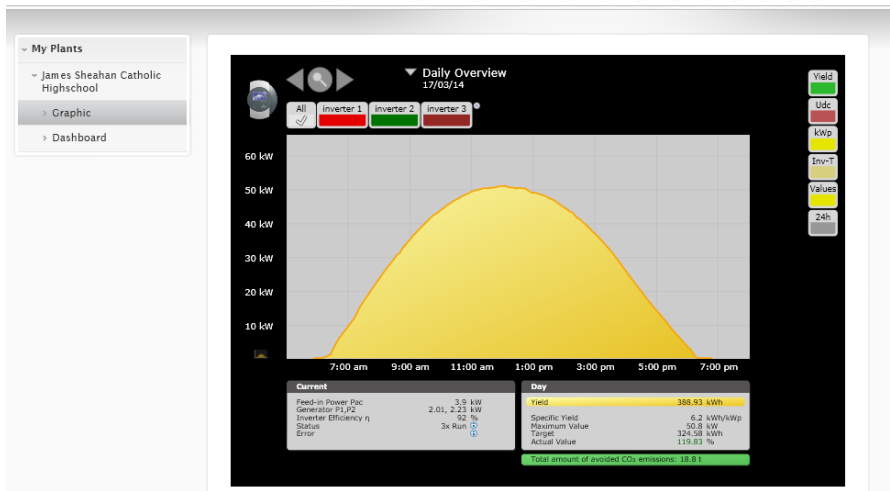 My Plants
James Sheahan Catholic
Highschool
Graphic
Dashboard
Daily Overview
17/03/14
All inverter 1 inverter 2 inverter 3
Yield
Udc
kWp
Inv-T
Values
24h
60 kW
50 kW
40 kW
30 kW
20 kW
10 kW
7:00 am 9:00 am 11:00 am 1:00 pm 3:00 pm 5:00 pm 7:00 pm
Current
Feed-in Power Pac 3.9 kW
Generator P1,P2 2.01, 2.23 kW
Inverter Efficiency η 92 %
Status 3x Run
Error
Day
Yield 388.93 kWh
Specific Yield 6.2 kWh/kWp
Maximum Value 50.8 kW
Target 324.58 kWh
Actual Value 119.83 %
Total amount of avoided CO₂ emissions: 18.8 t